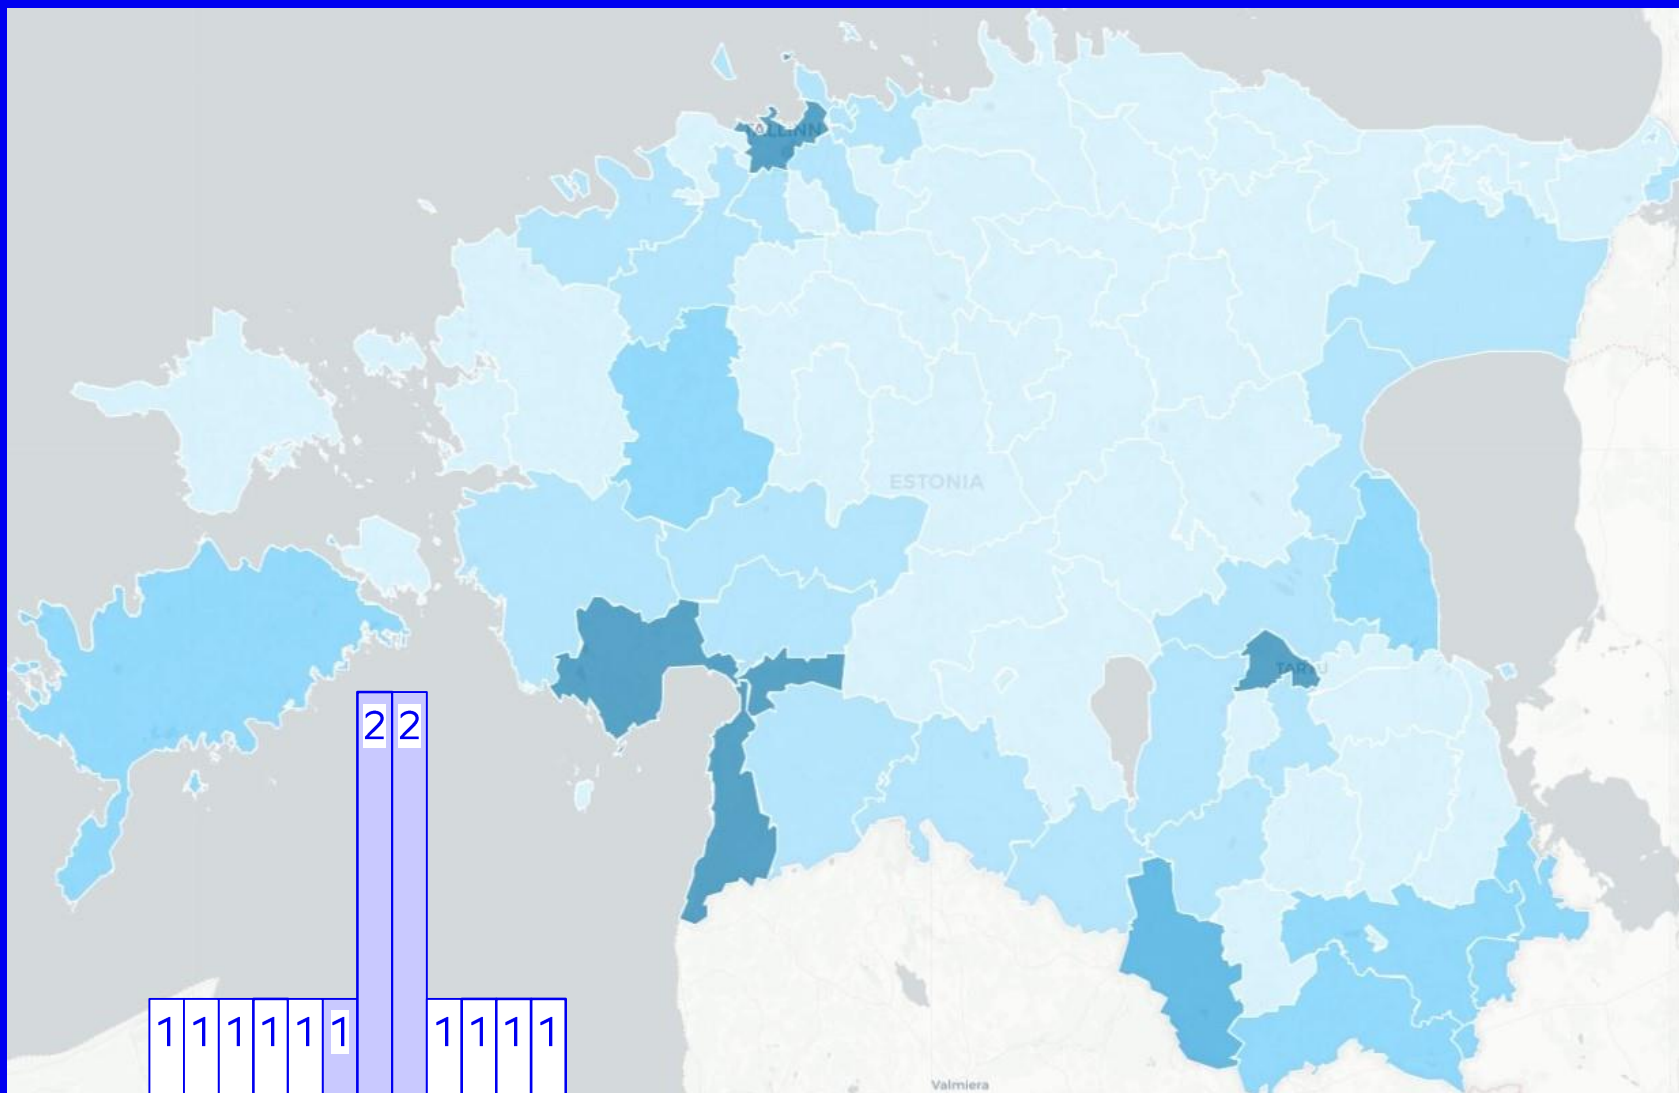 TALLINN
ESTONIA
TARTU
2 2
1 1 1 1 1 1 1 1 1 1
Valmiera